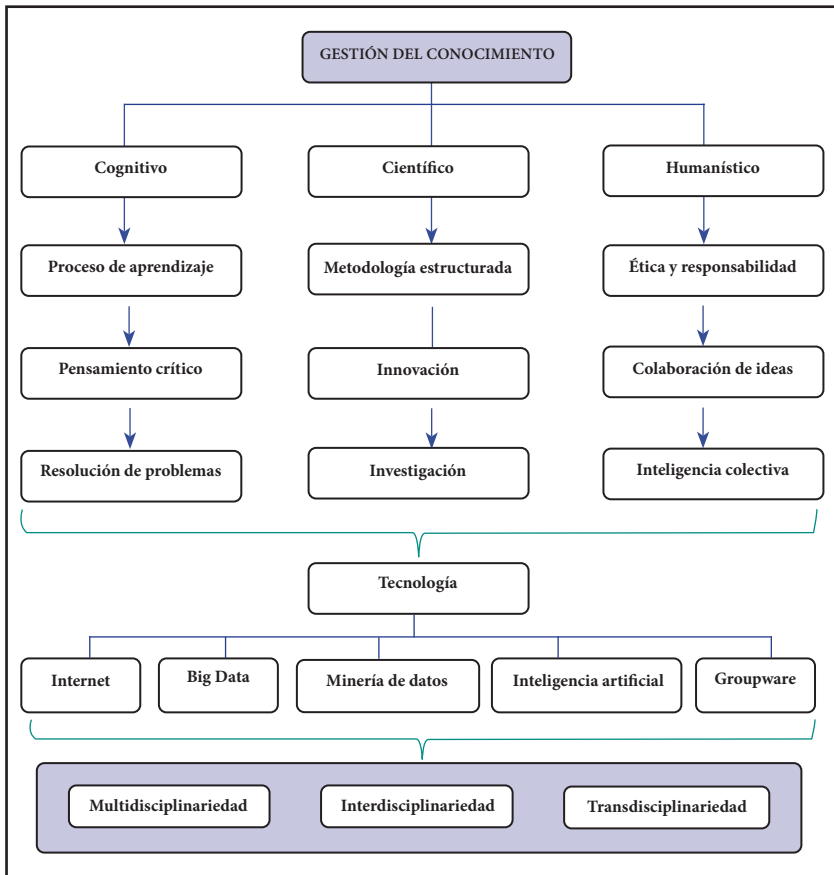 GESTIÓN DEL CONOCIMIENTO
Cognitivo
Científico
Humanístico
Proceso de aprendizaje
Metodología estructurada
Ética y responsabilidad
Pensamiento crítico
Innovación
Colaboración de ideas
Resolución de problemas
Investigación
Inteligencia colectiva
Tecnología
Internet
Big Data
Minería de datos
Inteligencia artificial
Groupware
Multidisciplinariedad
Interdisciplinariedad
Transdisciplinariedad